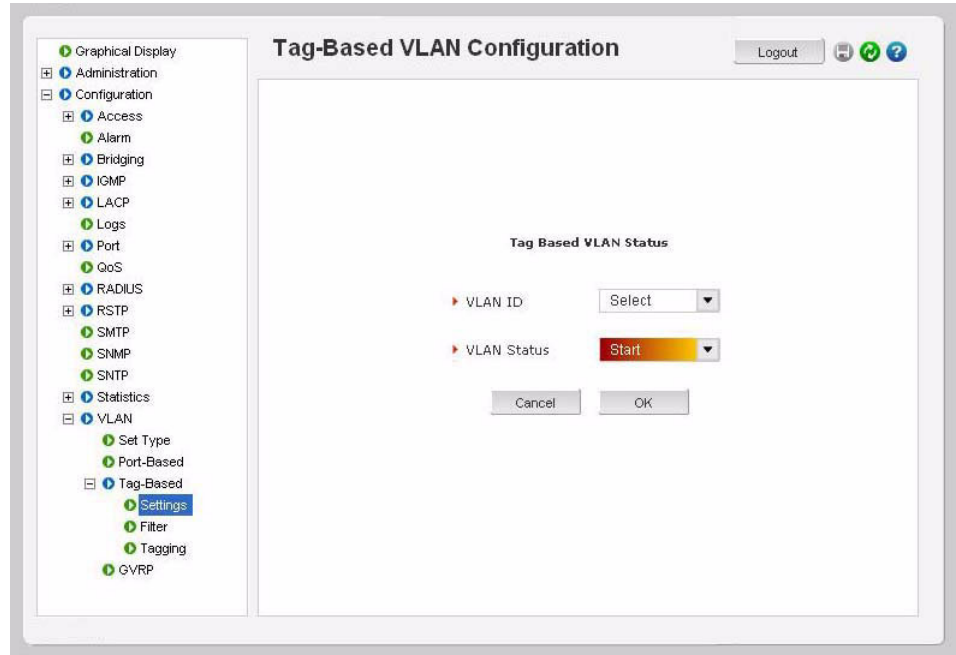 Tag-Based VLAN Configuration
Logout
?
Graphical Display
Administration
Configuration
Access
Alarm
Bridging
IGMP
LACP
Logs
Port
QoS
RADIUS
RSTP
SMTP
SNMP
SNTP
Statistics
VLAN
Set Type
Port-Based
Tag-Based
Settings
Filter
Tagging
GVRP
Tag Based VLAN Status
VLAN ID Select
VLAN Status Start
Cancel OK